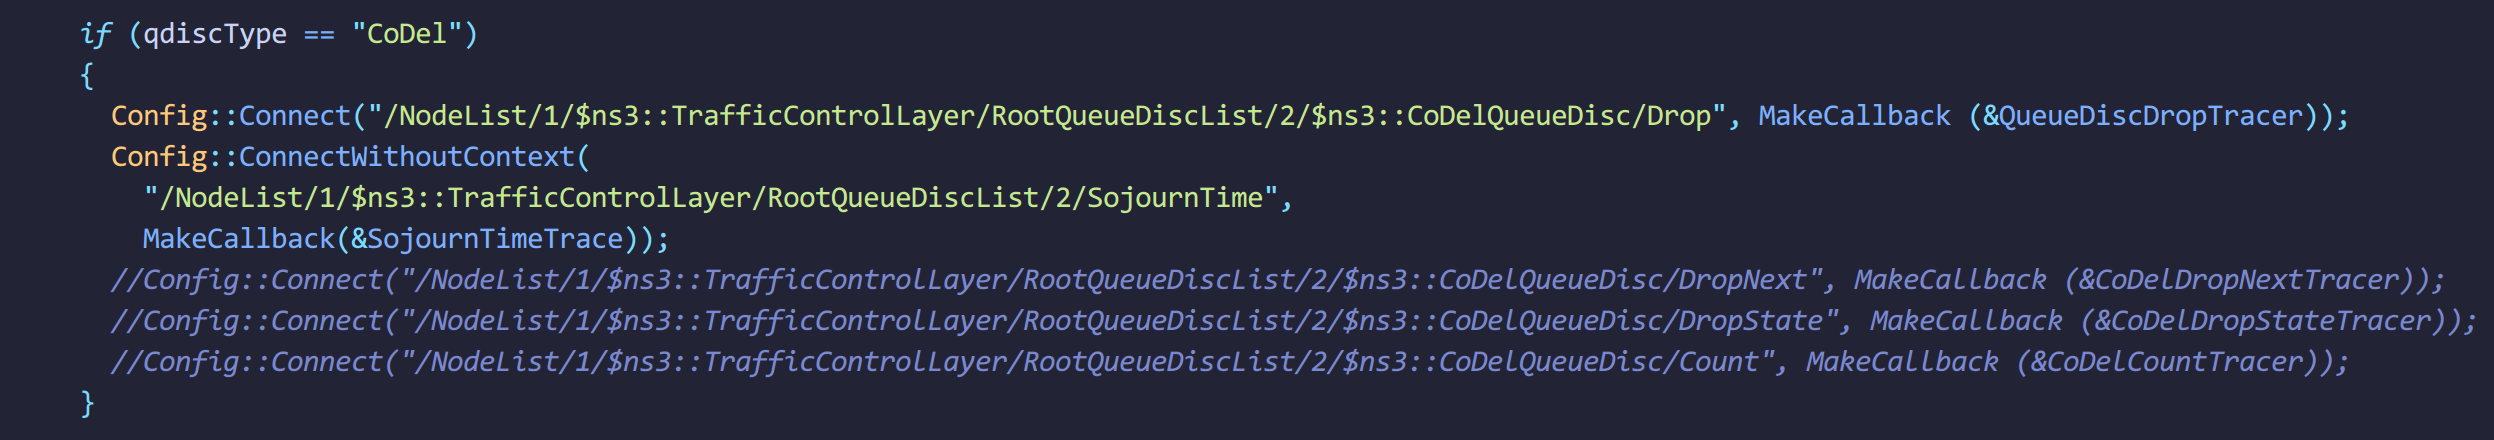 if (qdiscType == "CoDel")
{
Config::Connect("/NodeList/1/$ns3::TrafficControlLayer/RootQueueDiscList/2/$ns3::CoDelQueueDisc/Drop", MakeCallback (&QueueDiscDropTracer));
Config::ConnectWithoutContext(
"/NodeList/1/$ns3::TrafficControlLayer/RootQueueDiscList/2/SojournTime",
MakeCallback(&SojournTimeTrace));
//Config::Connect("/NodeList/1/$ns3::TrafficControlLayer/RootQueueDiscList/2/$ns3::CoDelQueueDisc/DropNext", MakeCallback (&CoDelDropNextTracer));
//Config::Connect("/NodeList/1/$ns3::TrafficControlLayer/RootQueueDiscList/2/$ns3::CoDelQueueDisc/DropState", MakeCallback (&CoDelDropStateTracer));
//Config::Connect("/NodeList/1/$ns3::TrafficControlLayer/RootQueueDiscList/2/$ns3::CoDelQueueDisc/Count", MakeCallback (&CoDelCountTracer));
}